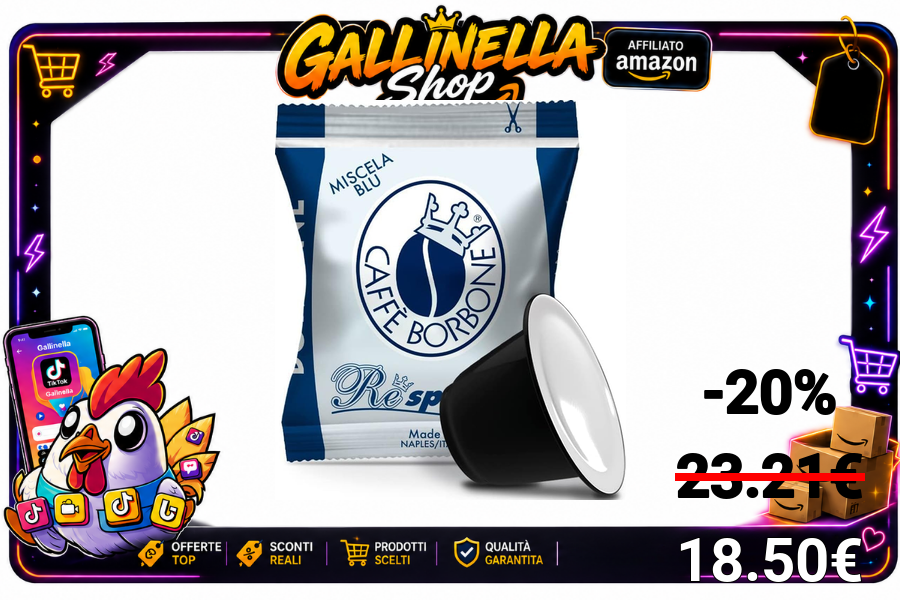 GALLINELLA
Shop
AFFILIATO
amazon
MISCELA
BLU
CAFFÈ BORBONE
®
Made
NAPLES/IT
Gallinella
TikTok
Gallinella
-20%
23.21€
18.50€
OFFERTE
TOP
SCONTI
REALI
PRODOTTI
SCELTI
QUALITÀ
GARANTITA